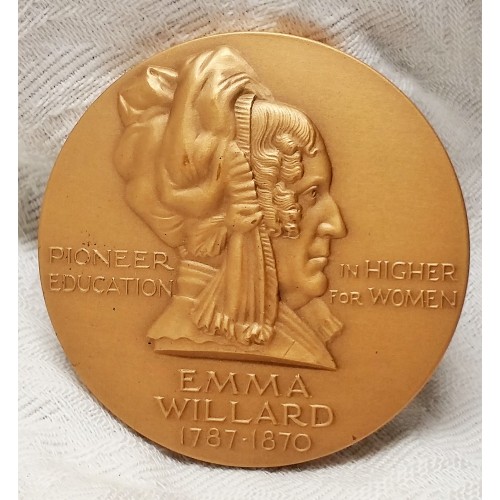 PIONEER IN HIGHER
EDUCATION FOR WOMEN
EMMA
WILLARD
1787·1870